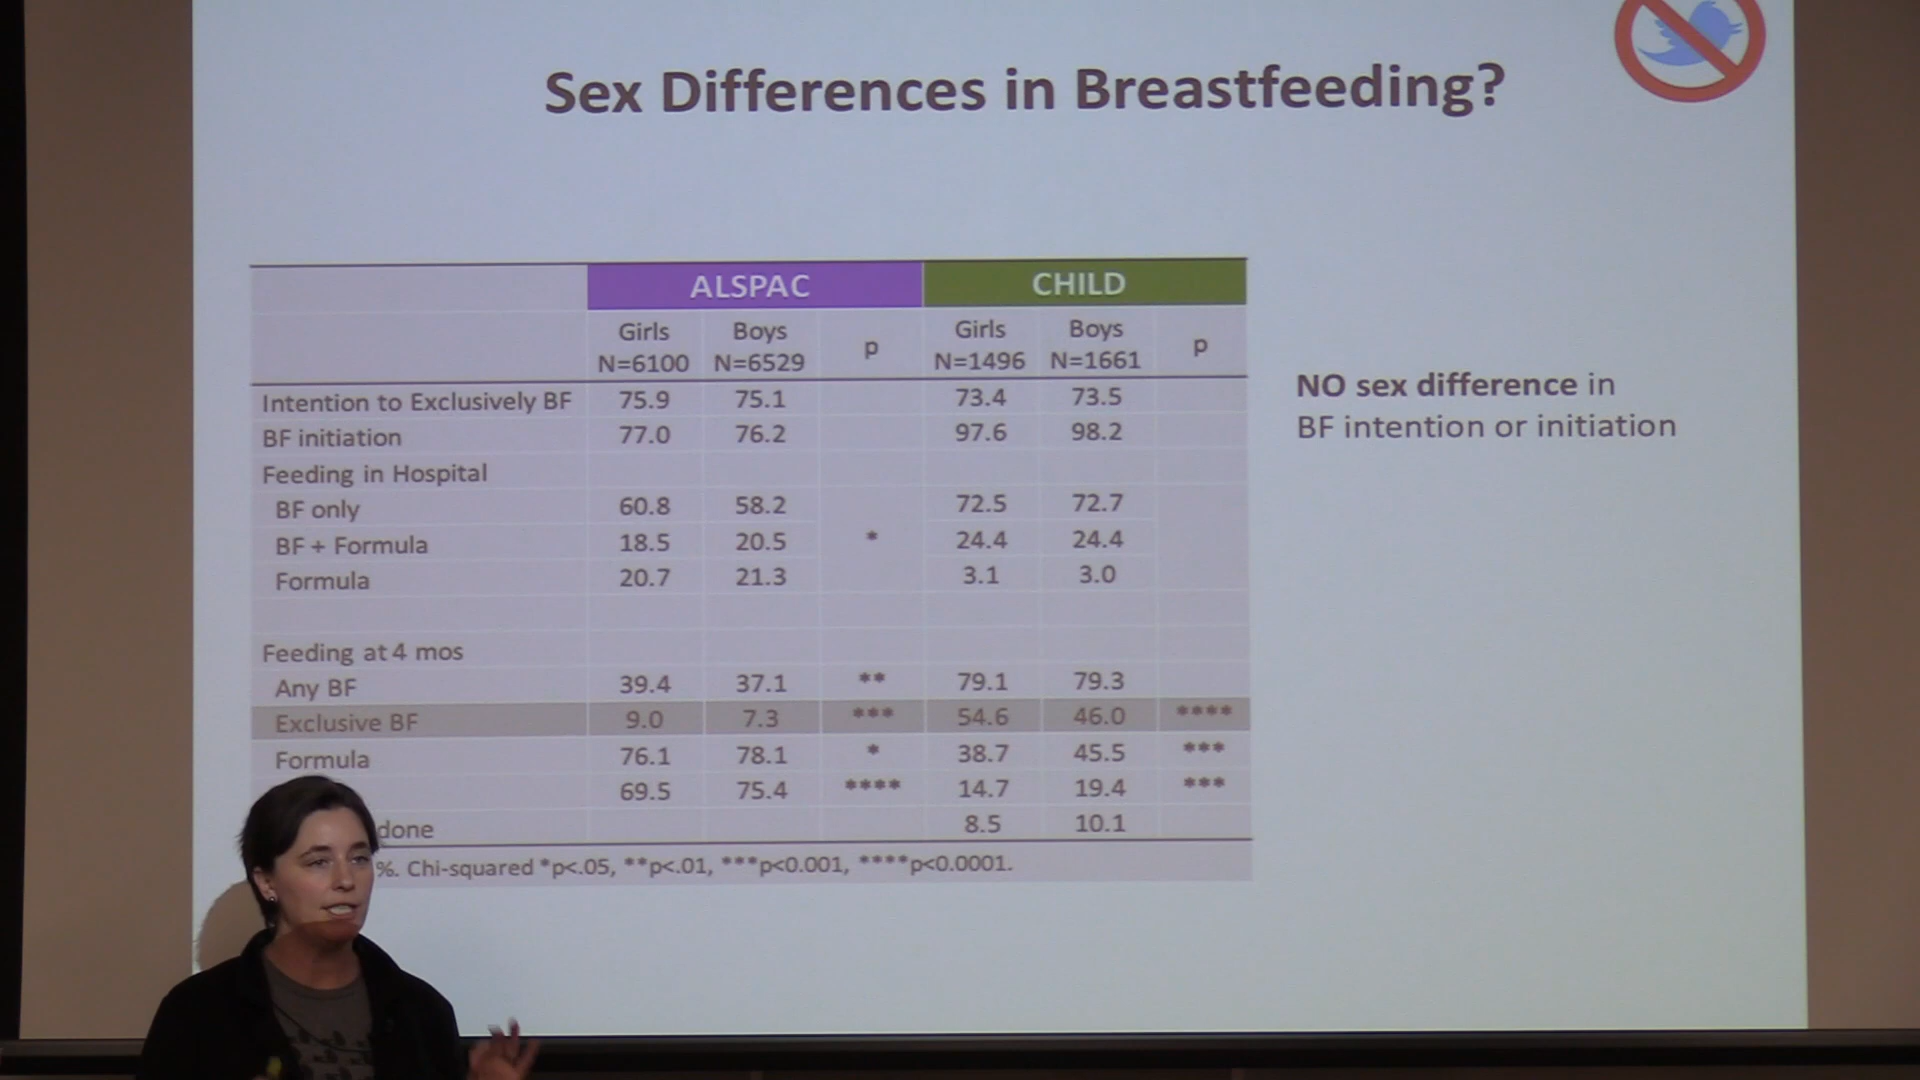 Sex Differences in Breastfeeding?
ALSPAC CHILD
Girls Boys p Girls Boys p
N=6100 N=6529 N=1496 N=1661
Intention to Exclusively BF 75.9 75.1 73.4 73.5
BF initiation 77.0 76.2 97.6 98.2
Feeding in Hospital
BF only 60.8 58.2 72.5 72.7
BF + Formula 18.5 20.5 * 24.4 24.4
Formula 20.7 21.3 3.1 3.0
Feeding at 4 mos
Any BF 39.4 37.1 ** 79.1 79.3
Exclusive BF 9.0 7.3 *** 54.6 46.0 ****
Formula 76.1 78.1 * 38.7 45.5 ***
69.5 75.4 **** 14.7 19.4 ***
done 8.5 10.1
%. Chi-squared *p<.05, **p<.01, ***p<0.001, ****p<0.0001.
NO sex difference in
BF intention or initiation